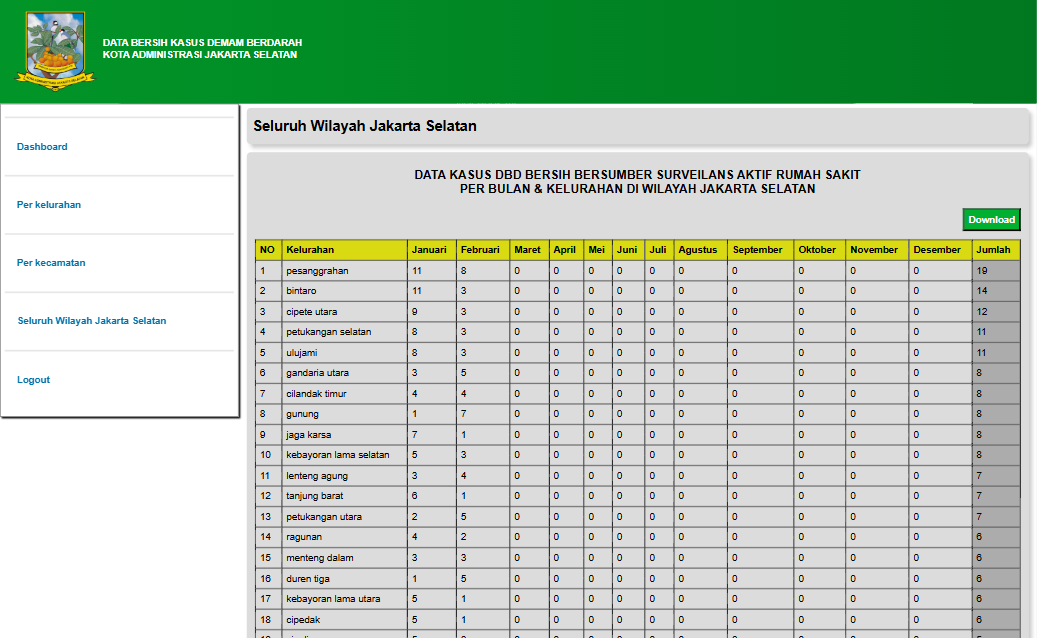 DATA BERSIH KASUS DEMAM BERDARAH
KOTA ADMINISTRASI JAKARTA SELATAN
Dashboard
Per kelurahan
Per kecamatan
Seluruh Wilayah Jakarta Selatan
Logout
Seluruh Wilayah Jakarta Selatan
DATA KASUS DBD BERSIH BERSUMBER SURVEILANS AKTIF RUMAH SAKIT
PER BULAN & KELURAHAN DI WILAYAH JAKARTA SELATAN
Download
NO Kelurahan Januari Februari Maret April Mei Juni Juli Agustus September Oktober November Desember Jumlah
1 pesanggrahan 11 8 0 0 0 0 0 0 0 0 0 0 19
2 bintaro 11 3 0 0 0 0 0 0 0 0 0 0 14
3 cipete utara 9 3 0 0 0 0 0 0 0 0 0 0 12
4 petukangan selatan 8 3 0 0 0 0 0 0 0 0 0 0 11
5 ulujami 8 3 0 0 0 0 0 0 0 0 0 0 11
6 gandaria utara 3 5 0 0 0 0 0 0 0 0 0 0 8
7 cilandak timur 4 4 0 0 0 0 0 0 0 0 0 0 8
8 gunung 1 7 0 0 0 0 0 0 0 0 0 0 8
9 jaga karsa 7 1 0 0 0 0 0 0 0 0 0 0 8
10 kebayoran lama selatan 5 3 0 0 0 0 0 0 0 0 0 0 8
11 lenteng agung 3 4 0 0 0 0 0 0 0 0 0 0 7
12 tanjung barat 6 1 0 0 0 0 0 0 0 0 0 0 7
13 petukangan utara 2 5 0 0 0 0 0 0 0 0 0 0 7
14 ragunan 4 2 0 0 0 0 0 0 0 0 0 0 6
15 menteng dalam 3 3 0 0 0 0 0 0 0 0 0 0 6
16 duren tiga 1 5 0 0 0 0 0 0 0 0 0 0 6
17 kebayoran lama utara 5 1 0 0 0 0 0 0 0 0 0 0 6
18 cipedak 5 1 0 0 0 0 0 0 0 0 0 0 6